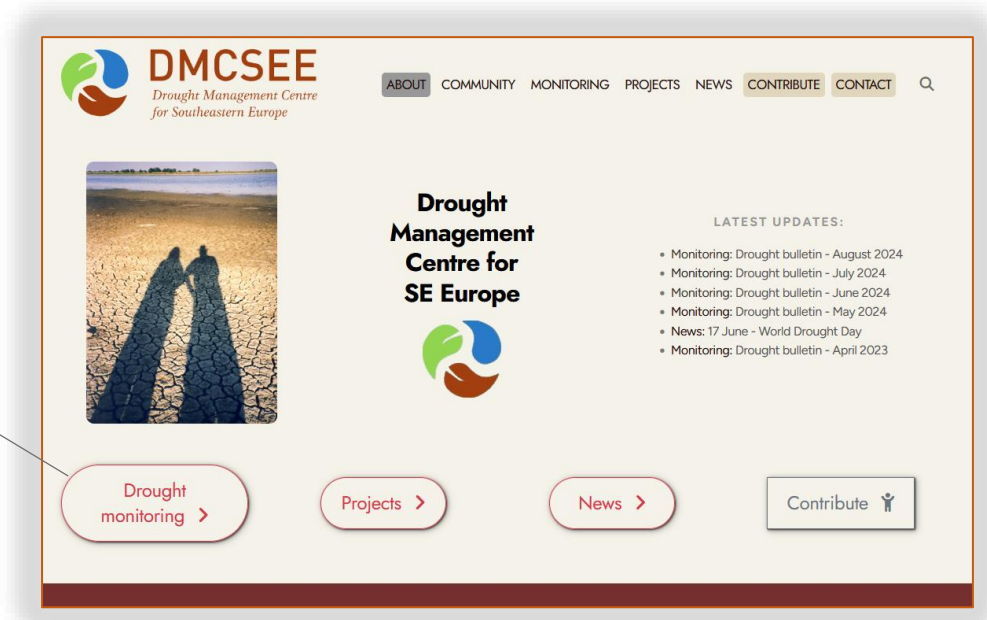 DMCSEE
Drought Management Centre
for Southeastern Europe
ABOUT COMMUNITY MONITORING PROJECTS NEWS CONTRIBUTE CONTACT
Drought
Management
Centre for
SE Europe
LATEST UPDATES:
• Monitoring: Drought bulletin - August 2024
• Monitoring: Drought bulletin - July 2024
• Monitoring: Drought bulletin - June 2024
• Monitoring: Drought bulletin - May 2024
• News: 17 June - World Drought Day
• Monitoring: Drought bulletin - April 2023
Drought
monitoring >
Projects >
News >
Contribute